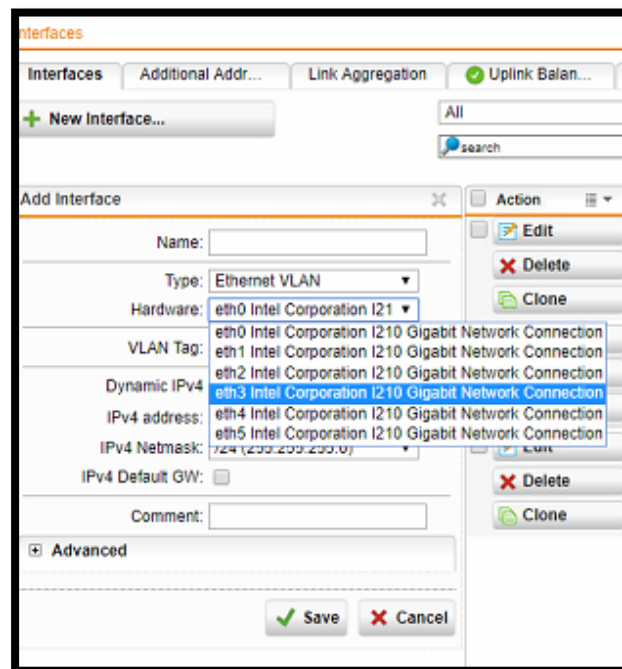 nterfaces
Interfaces Additional Addr... Link Aggregation Uplink Balan...
New Interface... All
search
Add Interface Action
Name: Edit
Type: Ethernet VLAN Delete
Hardware: eth0 Intel Corporation I21 Clone
eth0 Intel Corporation I210 Gigabit Network Connection
VLAN Tag: eth1 Intel Corporation I210 Gigabit Network Connection
eth2 Intel Corporation I210 Gigabit Network Connection
Dynamic IPv4 eth3 Intel Corporation I210 Gigabit Network Connection
IPv4 address: eth4 Intel Corporation I210 Gigabit Network Connection
eth5 Intel Corporation I210 Gigabit Network Connection
IPv4 Netmask: /24 (255.255.255.0) Edit
IPv4 Default GW: Delete
Comment: Clone
Advanced
Save Cancel